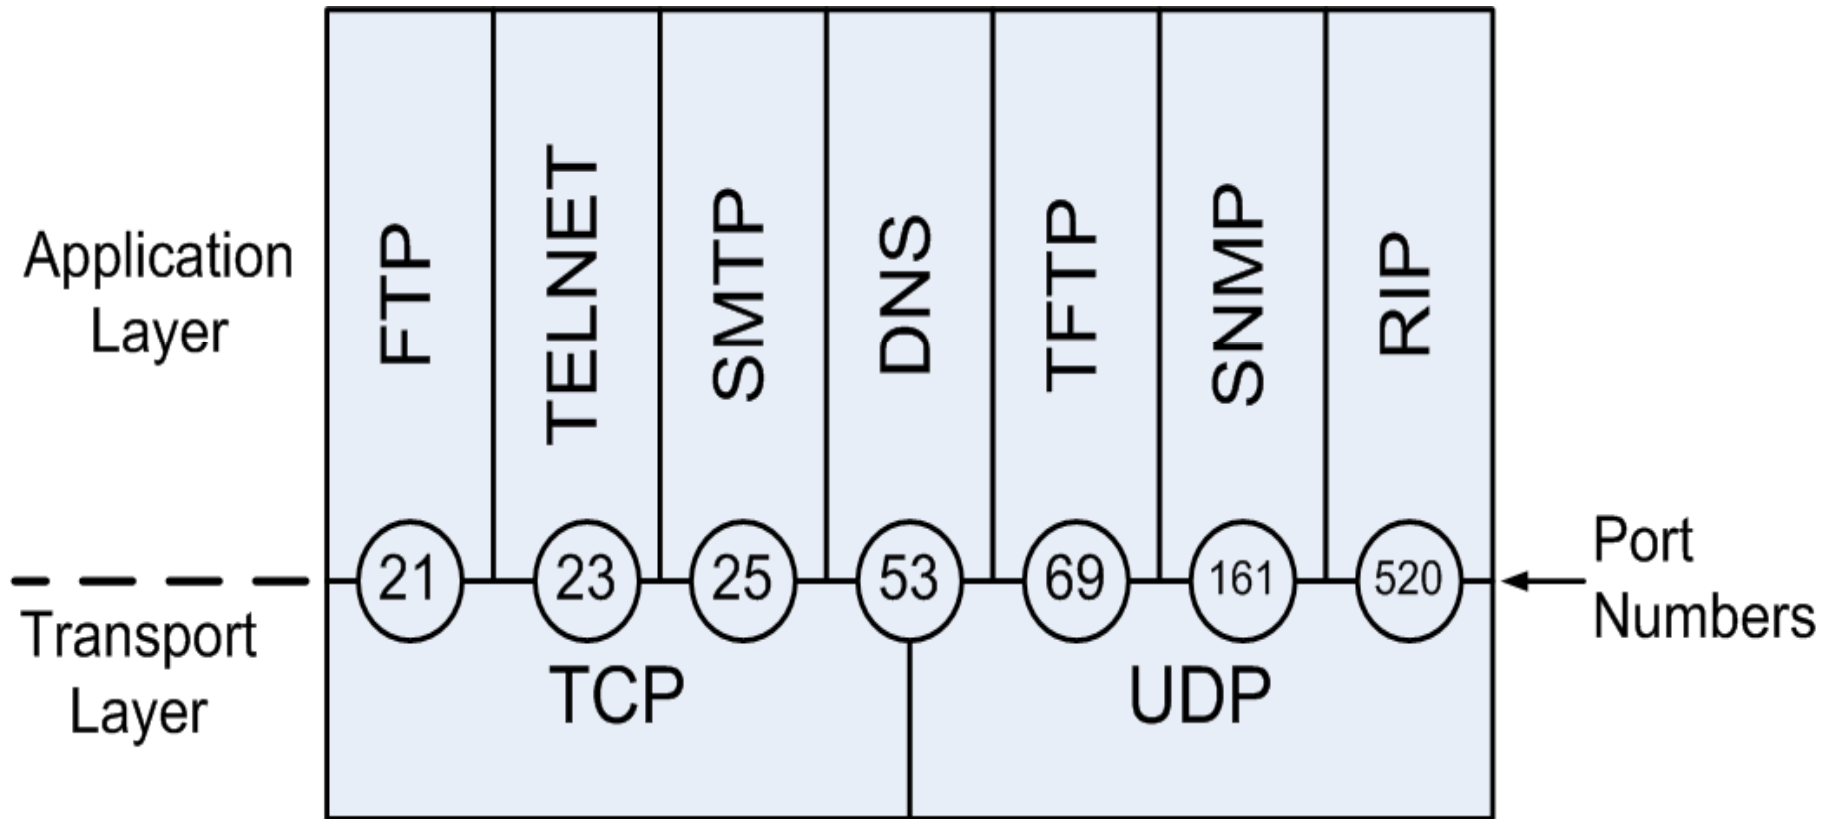 FTP
TELNET
SMTP
DNS
TFTP
SNMP
RIP
Application
Layer
21
23
25
53
69
161
520
Port
Numbers
Transport
Layer
TCP
UDP